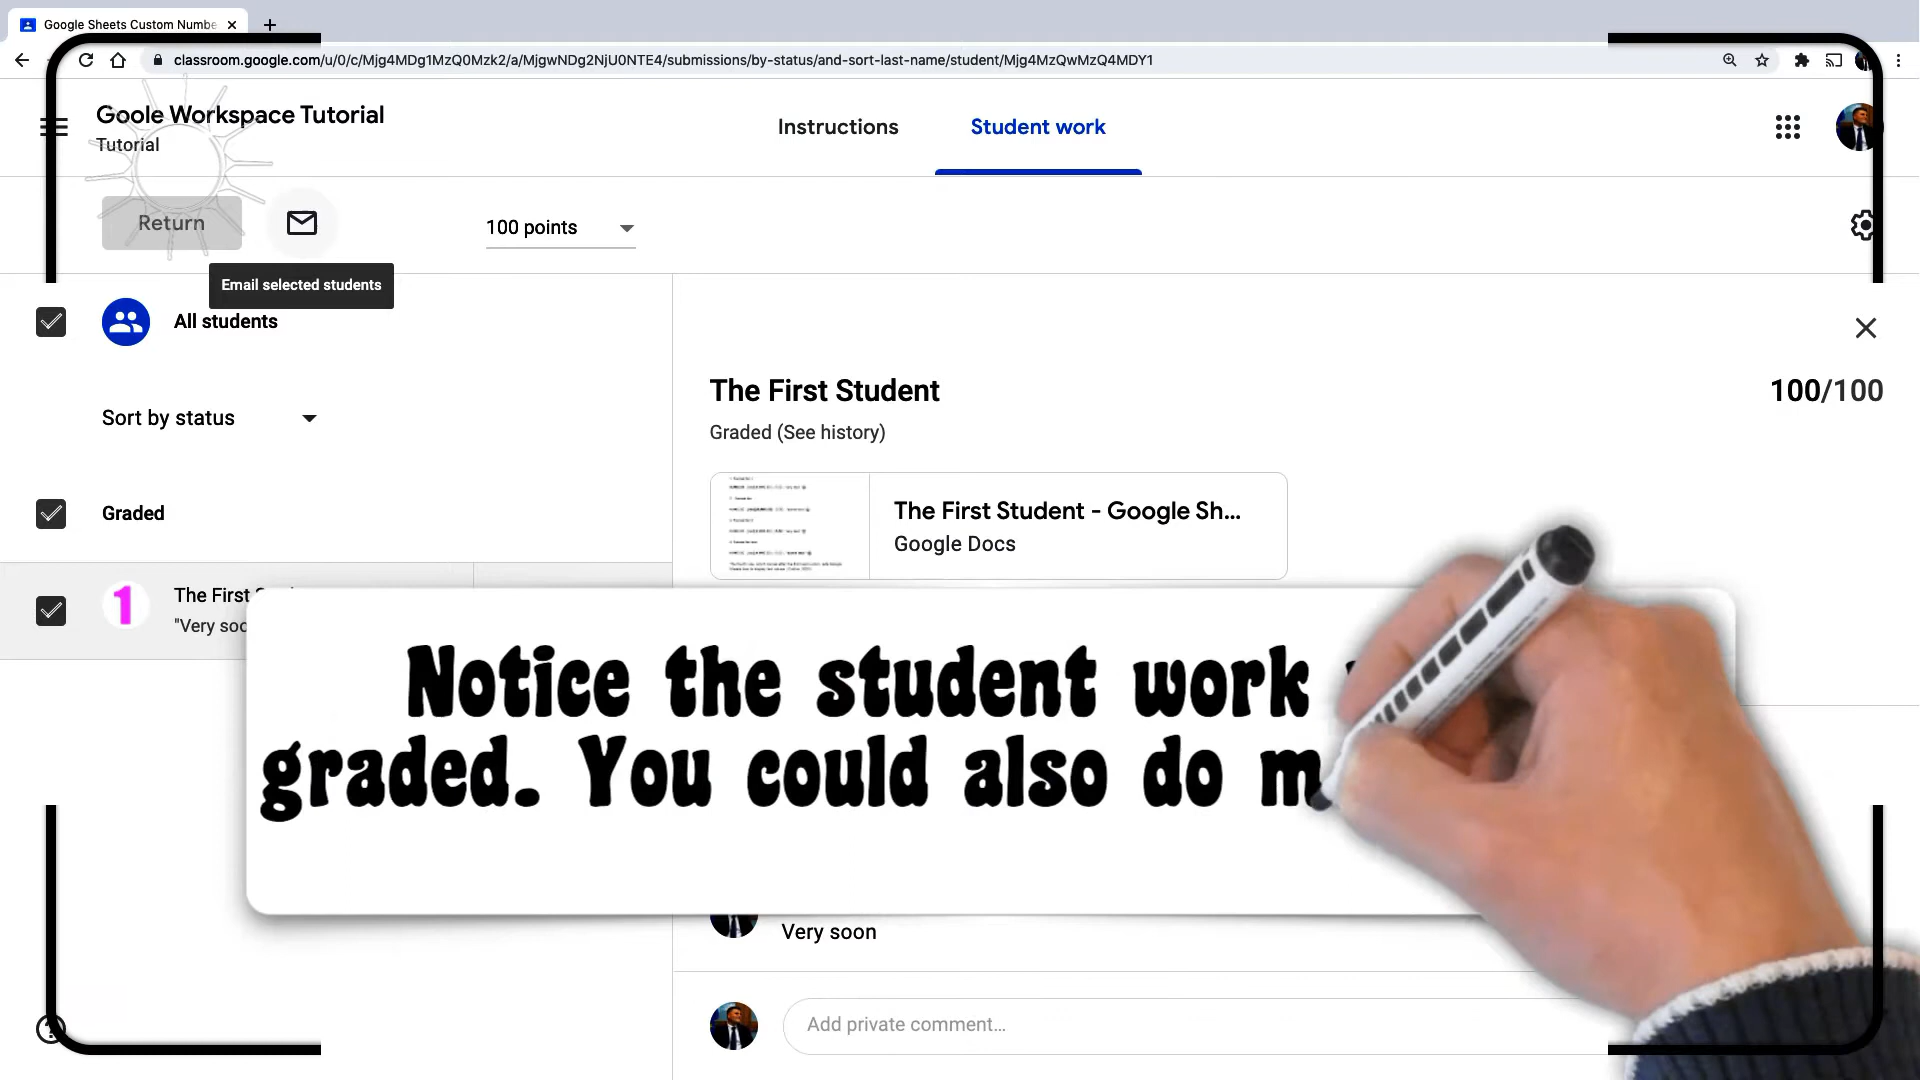 Google Sheets Custom Numbe
classroom.google.com/u/0/c/Mjg4MDg1MzQ0Mzk2/a/MjgwNDg2NjU0NTE4/submissions/by-status/and-sort-last-name/student/Mjg4MzQwMzQ4MDY1
Goole Workspace Tutorial
Tutorial
Instructions
Student work
Return
100 points
Email selected students
All students
Sort by status
Graded
1
The First
"Very soo
The First Student
100/100
Graded (See history)
The First Student - Google Sh...
Google Docs
Notice the student work
graded. You could also do m
Very soon
Add private comment...